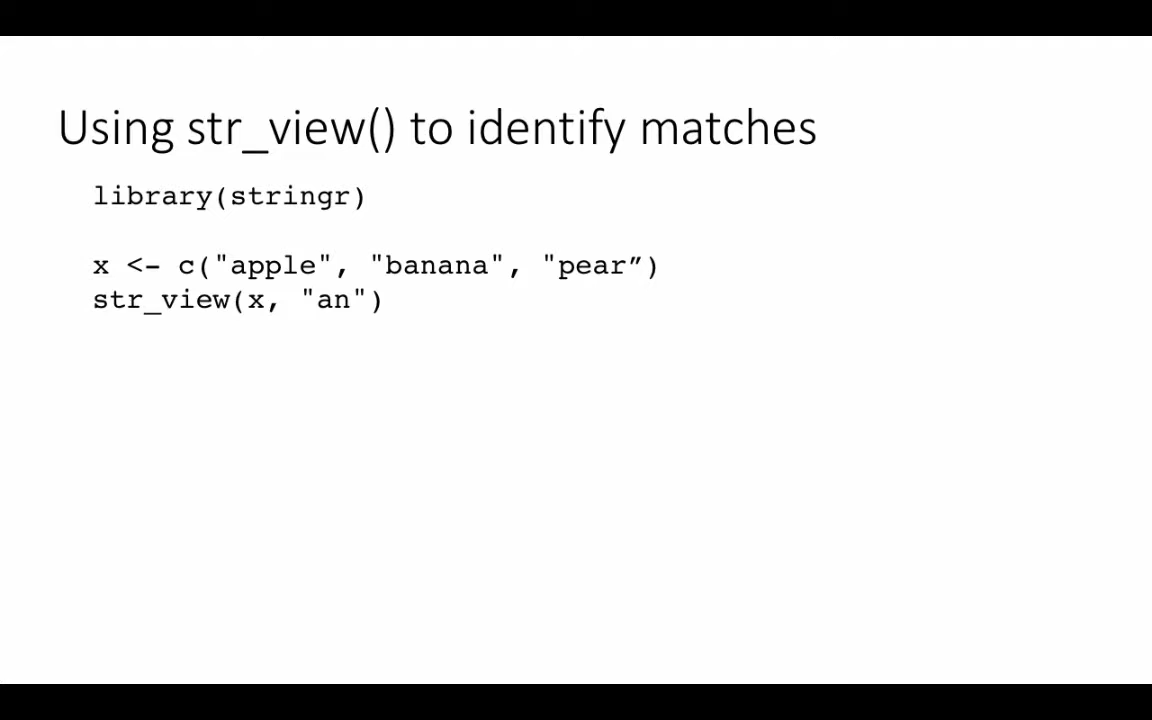 Using str_view() to identify matches
library(stringr)
x <- c("apple", "banana", "pear”)
str_view(x, "an")